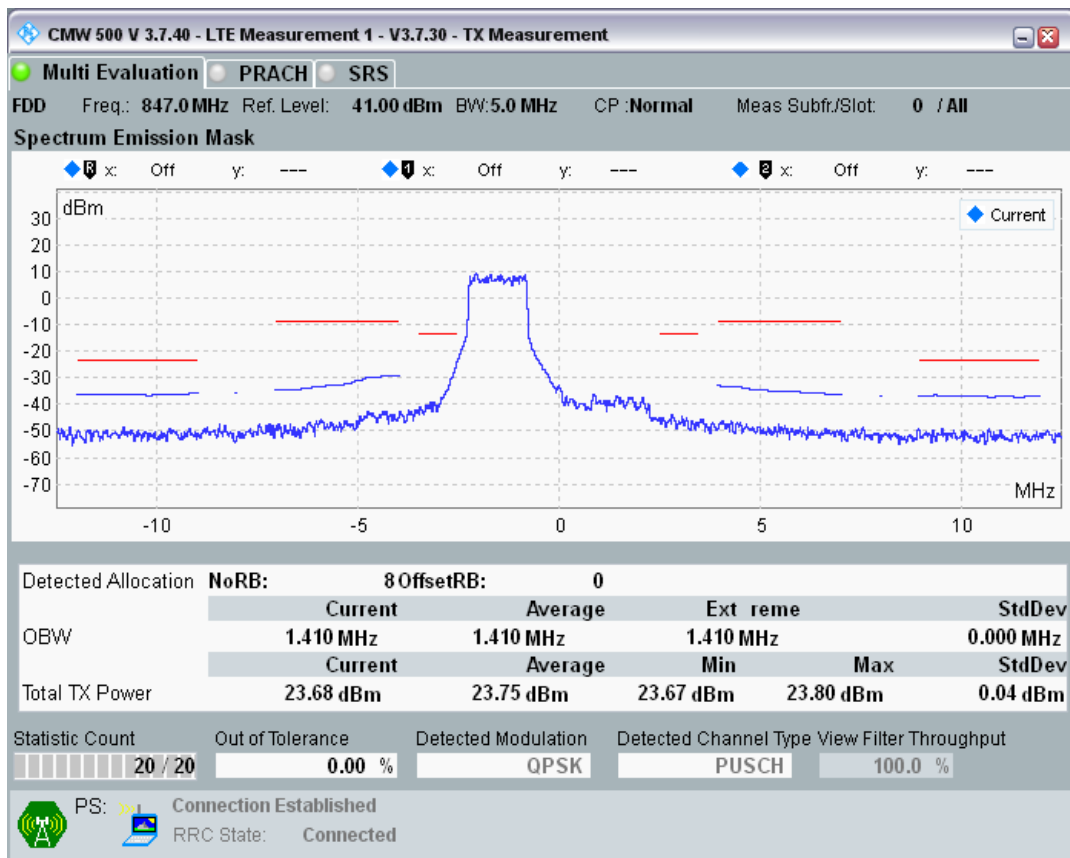 CMW 500 V 3.7.40 - LTE Measurement 1 - V3.7.30 - TX Measurement
Multi Evaluation PRACH SRS
FDD Freq.: 847.0 MHz Ref. Level: 41.00 dBm BW: 5.0 MHz CP : Normal Meas Subfr./Slot: 0 / All
Spectrum Emission Mask
R x: Off y: --- 1 x: Off y: --- 2 x: Off y: ---
dBm
Current
30
20
10
0
-10
-20
-30
-40
-50
-60
-70
MHz
-10 -5 0 5 10
Detected Allocation NoRB: 8 OffsetRB: 0
Current Average Ext reme StdDev
OBW 1.410 MHz 1.410 MHz 1.410 MHz 0.000 MHz
Current Average Min Max StdDev
Total TX Power 23.68 dBm 23.75 dBm 23.67 dBm 23.80 dBm 0.04 dBm
Statistic Count Out of Tolerance Detected Modulation Detected Channel Type View Filter Throughput
20 / 20 0.00 % QPSK PUSCH 100.0 %
PS: Connection Established
RRC State: Connected